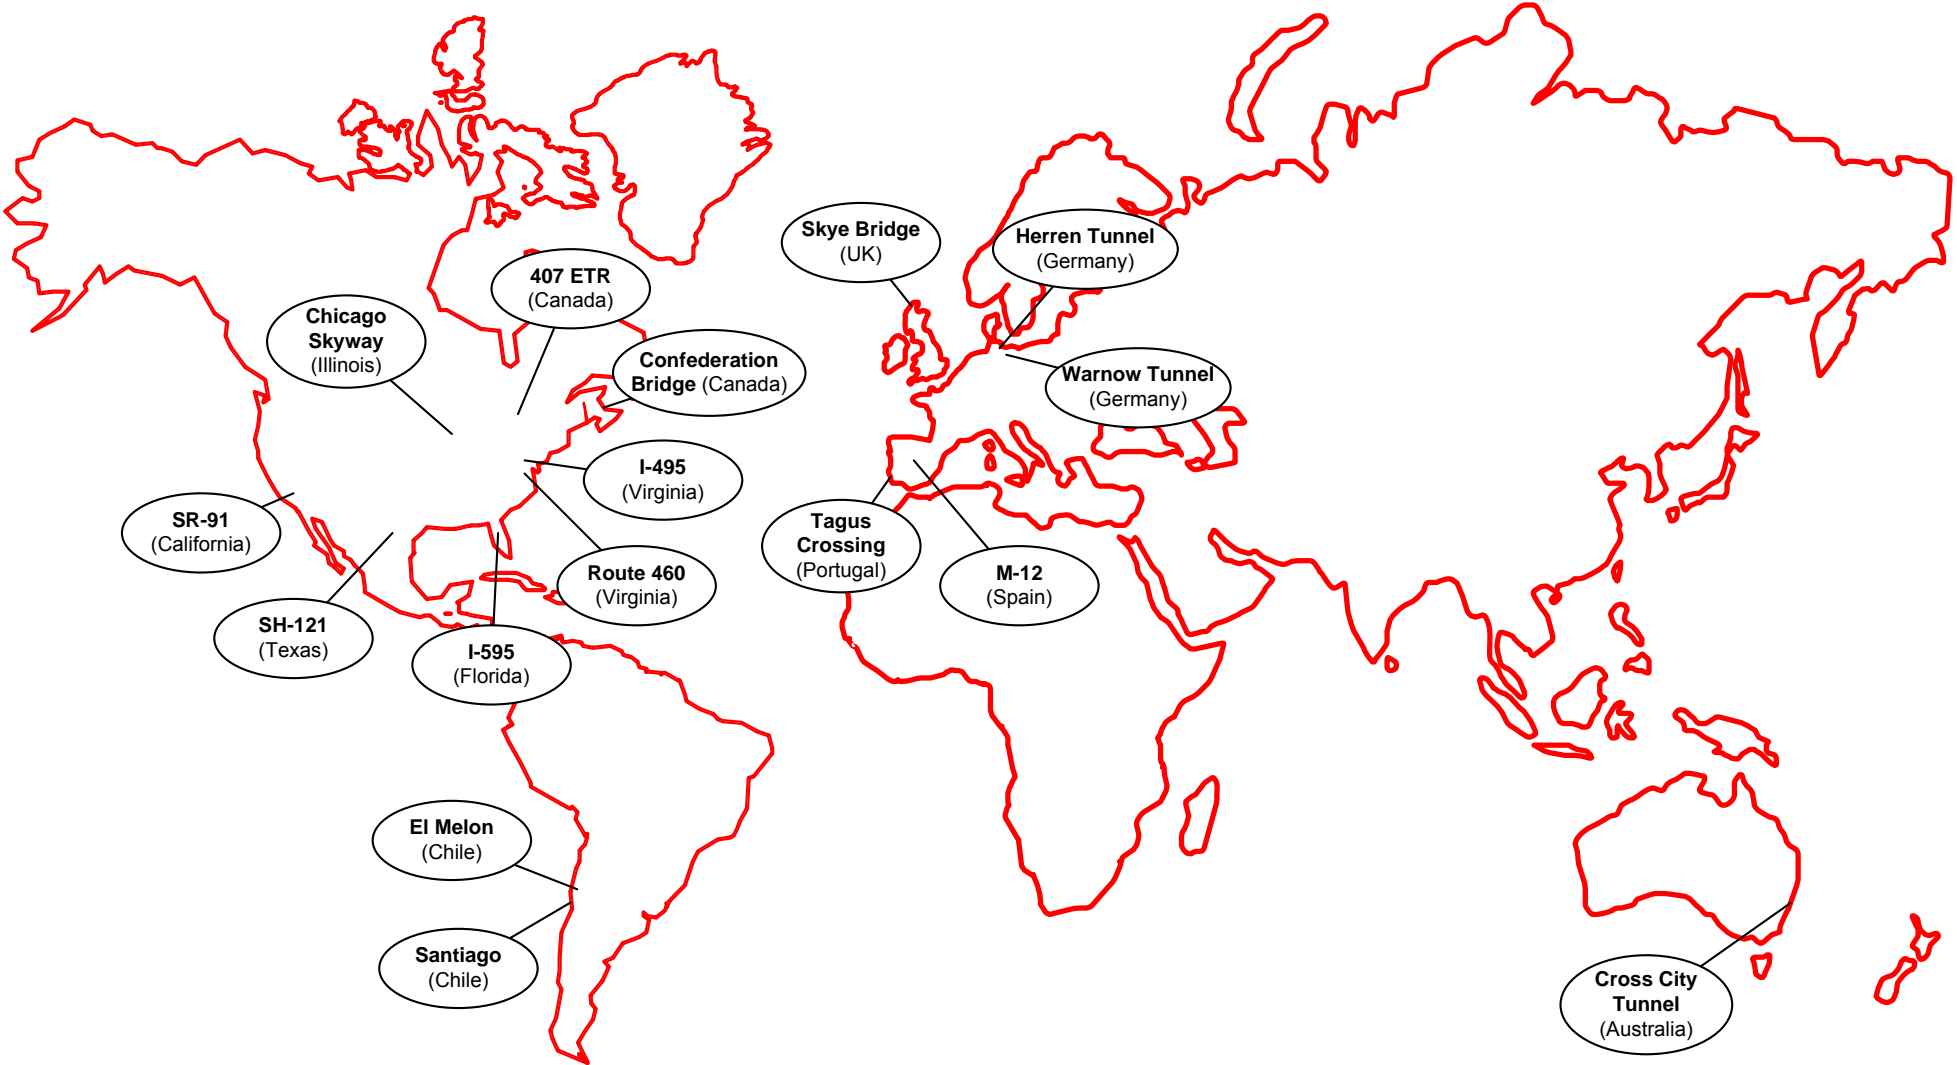 Skye Bridge
(UK)
Herren Tunnel
(Germany)
407 ETR
(Canada)
Chicago
Skyway
(Illinois)
Confederation
Bridge (Canada)
Warnow Tunnel
(Germany)
I-495
(Virginia)
SR-91
(California)
Tagus
Crossing
(Portugal)
M-12
(Spain)
Route 460
(Virginia)
SH-121
(Texas)
I-595
(Florida)
El Melon
(Chile)
Santiago
(Chile)
Cross City
Tunnel
(Australia)